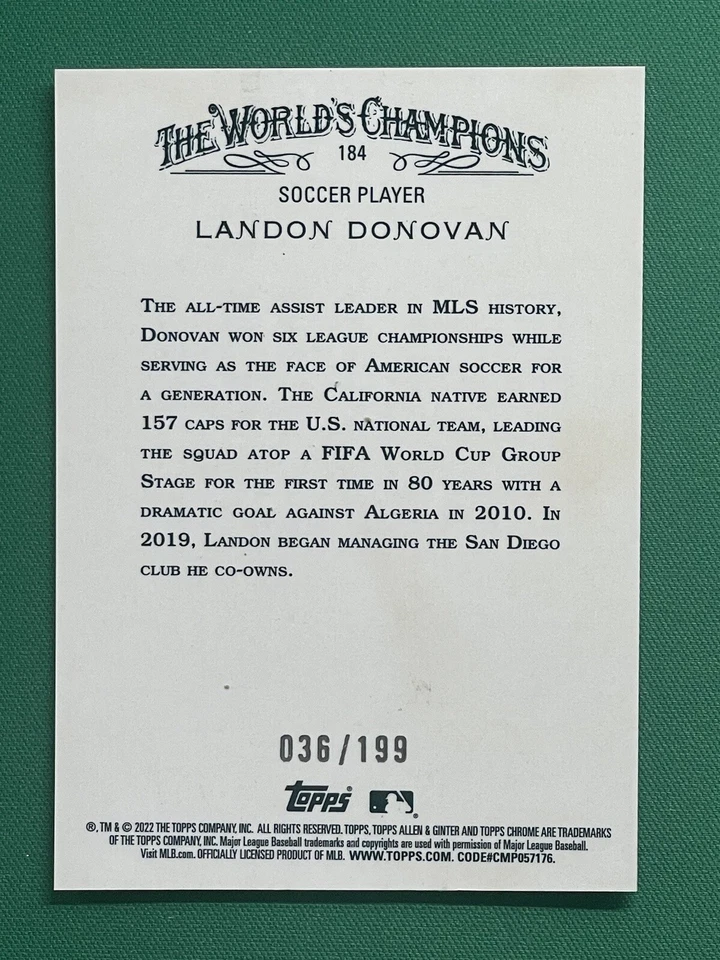 THE WORLD'S CHAMPIONS
184
SOCCER PLAYER
LANDON DONOVAN
THE ALL-TIME ASSIST LEADER IN MLS HISTORY,
DONOVAN WON SIX LEAGUE CHAMPIONSHIPS WHILE
SERVING AS THE FACE OF AMERICAN SOCCER FOR
A GENERATION. THE CALIFORNIA NATIVE EARNED
157 CAPS FOR THE U.S. NATIONAL TEAM, LEADING
THE SQUAD ATOP A FIFA WORLD CUP GROUP
STAGE FOR THE FIRST TIME IN 80 YEARS WITH A
DRAMATIC GOAL AGAINST ALGERIA IN 2010. IN
2019, LANDON BEGAN MANAGING THE SAN DIEGO
CLUB HE CO-OWNS.
036/199
topps
®, TM & © 2022 THE TOPPS COMPANY, INC. ALL RIGHTS RESERVED. TOPPS, TOPPS ALLEN & GINTER AND TOPPS CHROME ARE TRADEMARKS
OF THE TOPPS COMPANY, INC. Major League Baseball trademarks and copyrights are used with permission of Major League Baseball.
Visit MLB.com. OFFICIALLY LICENSED PRODUCT OF MLB. WWW.TOPPS.COM. CODE#CMP057176.